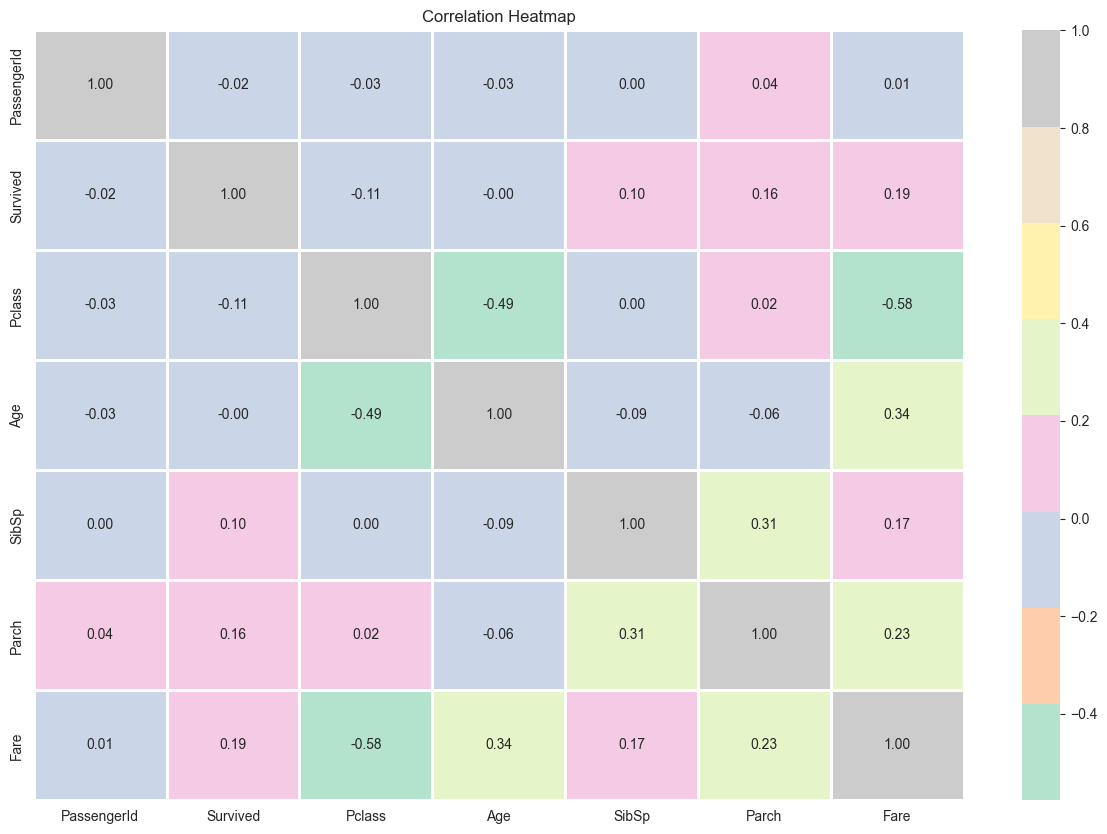 Correlation Heatmap
PassengerId 1.00 -0.02 -0.03 -0.03 0.00 0.04 0.01
Survived -0.02 1.00 -0.11 -0.00 0.10 0.16 0.19
Pclass -0.03 -0.11 1.00 -0.49 0.00 0.02 -0.58
Age -0.03 -0.00 -0.49 1.00 -0.09 -0.06 0.34
SibSp 0.00 0.10 0.00 -0.09 1.00 0.31 0.17
Parch 0.04 0.16 0.02 -0.06 0.31 1.00 0.23
Fare 0.01 0.19 -0.58 0.34 0.17 0.23 1.00
PassengerId Survived Pclass Age SibSp Parch Fare
1.0
0.8
0.6
0.4
0.2
0.0
−0.2
−0.4